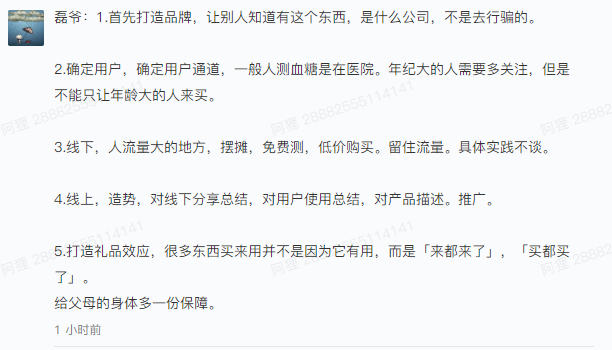 磊爷：1.首先打造品牌，让别人知道有这个东西，是什么公司，不是去行骗的。
2.确定用户，确定用户通道，一般人测血糖是在医院。年纪大的人需要多关注，但是
不能只让年龄大的人来买。
3.线下，人流量大的地方，摆摊，免费测，低价购买。留住流量。具体实践不谈。
4.线上，造势，对线下分享总结，对用户使用总结，对产品描述。推广。
5.打造礼品效应，很多东西买来用并不是因为它有用，而是「来都来了」，「买都买
了」。
给父母的身体多一份保障。
1 小时前